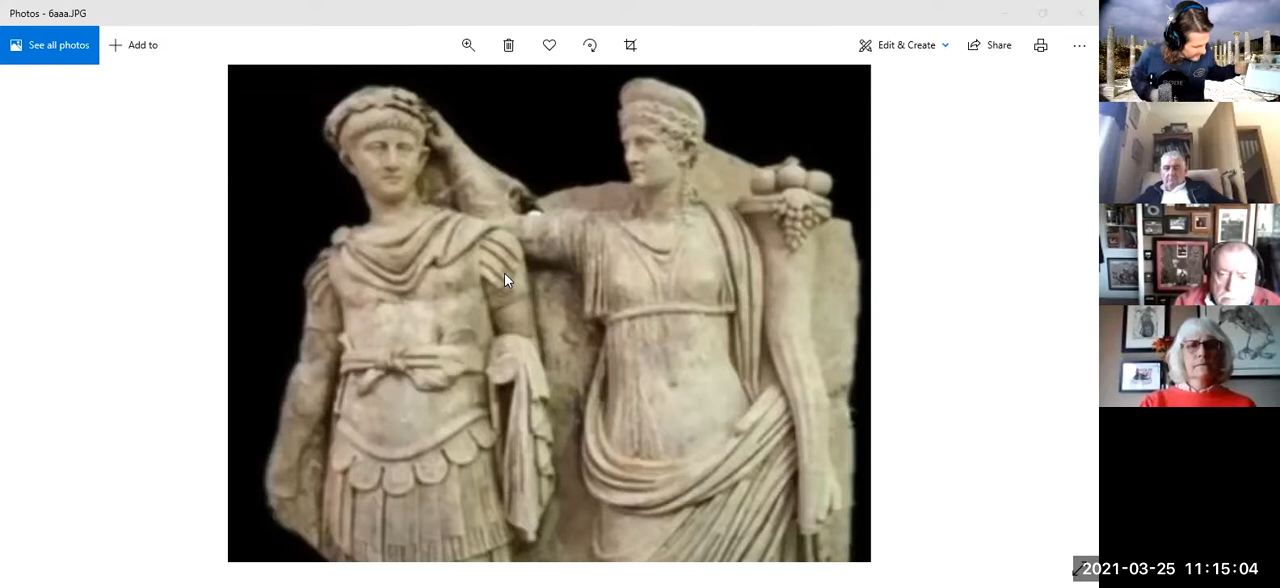 Photos - 6aaa.JPG
See all photos
Add to
Edit & Create
Share
2021-03-25 11:15:04